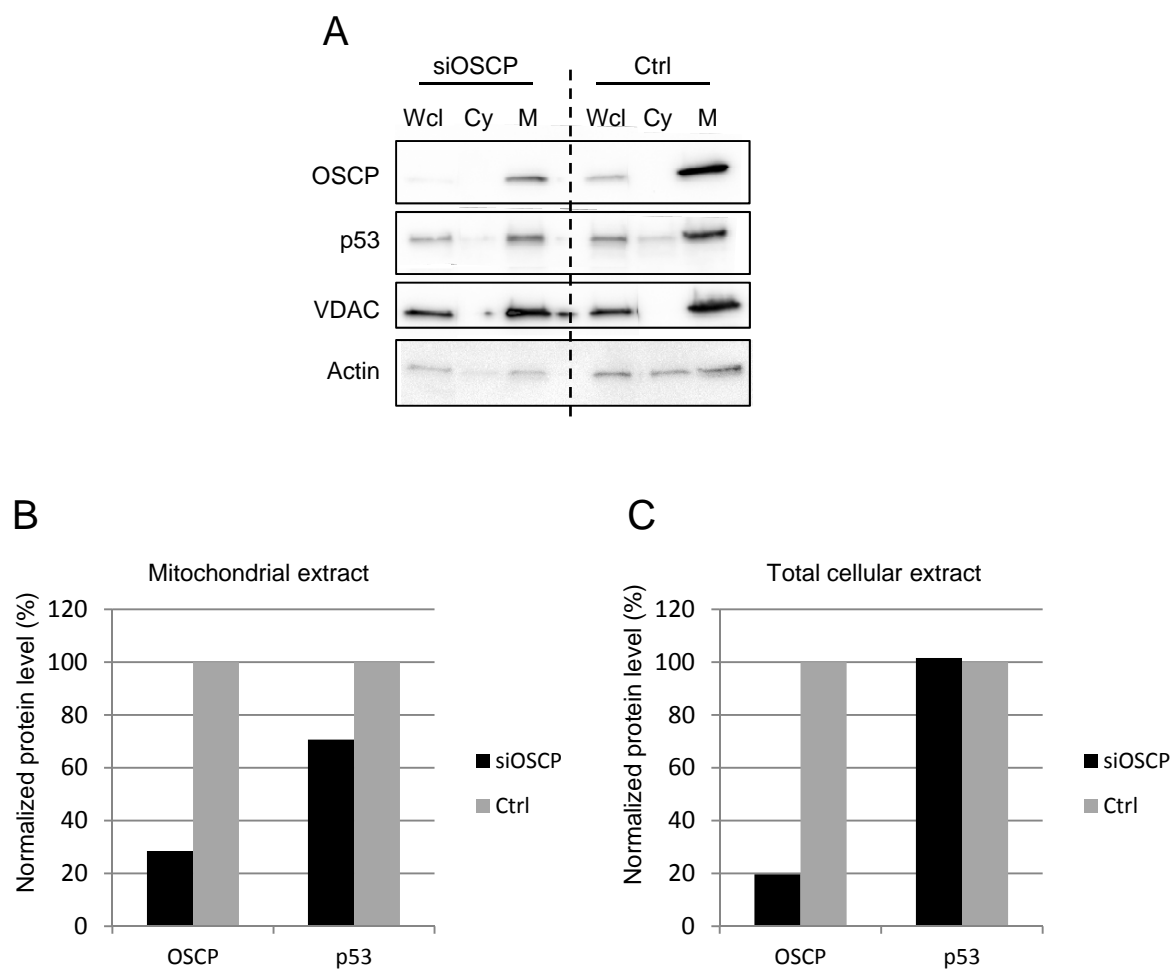 A
siOSCP Ctrl
Wcl Cy M Wcl Cy M
OSCP
p53
VDAC
Actin
B
Mitochondrial extract
Normalized protein level (%)
120
100
80
60
40
20
0
OSCP p53
siOSCP
Ctrl
C
Total cellular extract
Normalized protein level (%)
120
100
80
60
40
20
0
OSCP p53
siOSCP
Ctrl